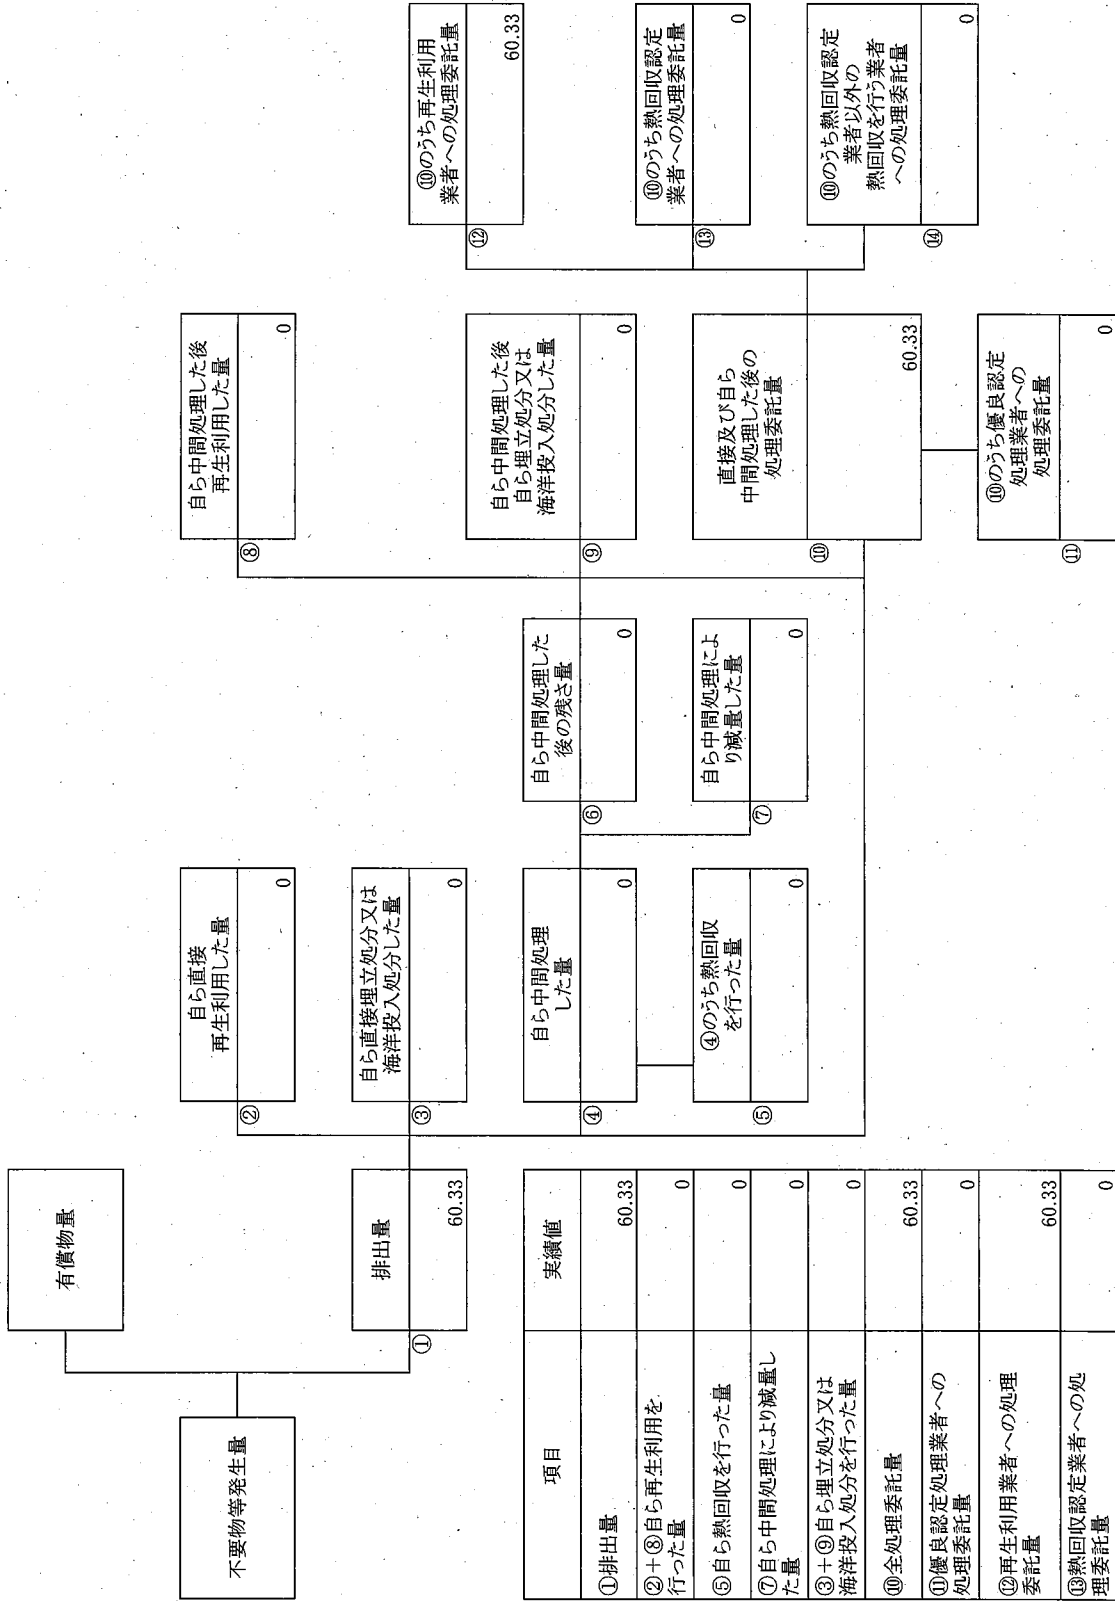 不要物等発生量
有償物量
排出量
①
60.33
自ら直接
再生利用した量
②
0
自ら直接埋立処分又は
海洋投入処分した量
③
0
自ら中間処理
した量
④
0
④のうち熱回収
を行った量
⑤
0
自ら中間処理した
後の残さ量
⑥
0
自ら中間処理によ
り減量した量
⑦
0
自ら中間処理した後
再生利用した量
⑧
0
自ら中間処理した後
自ら埋立処分又は
海洋投入処分した量
⑨
0
直接及び自ら
中間処理した後の
処理委託量
⑩
60.33
⑩のうち優良認定
処理業者への
処理委託量
⑪
0
⑩のうち再生利用
業者への処理委託量
⑫
60.33
⑩のうち熱回収認定
業者への処理委託量
⑬
0
⑩のうち熱回収認定
業者以外の
熱回収を行う業者
への処理委託量
⑭
0
項目 実績値
①排出量 60.33
②+⑧自ら再生利用を
行った量 0
⑤自ら熱回収を行った量 0
⑦自ら中間処理により減量し
た量 0
③+⑨自ら埋立処分又は
海洋投入処分を行った量 0
⑩全処理委託量 60.33
⑪優良認定処理業者への
処理委託量 0
⑫再生利用業者への処理
委託量 60.33
⑬熱回収認定業者への処
理委託量 0